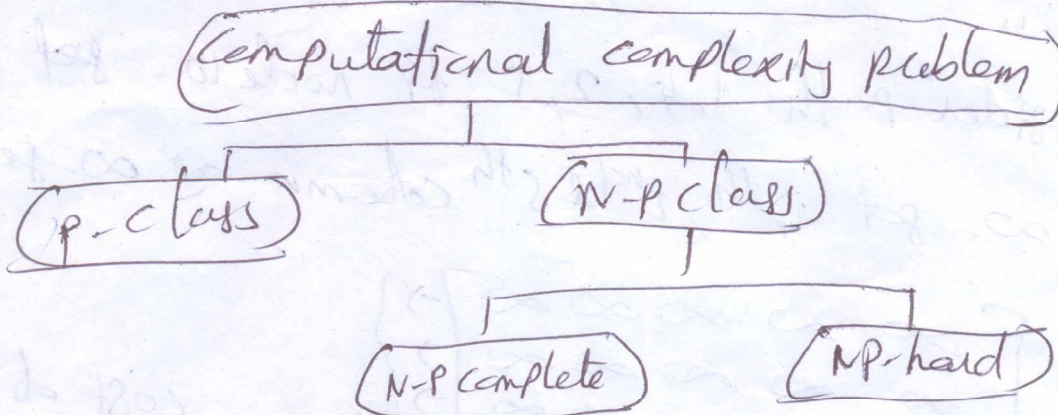 Computational complexity problem
P-class
N-P class
N-P complete
NP-hard